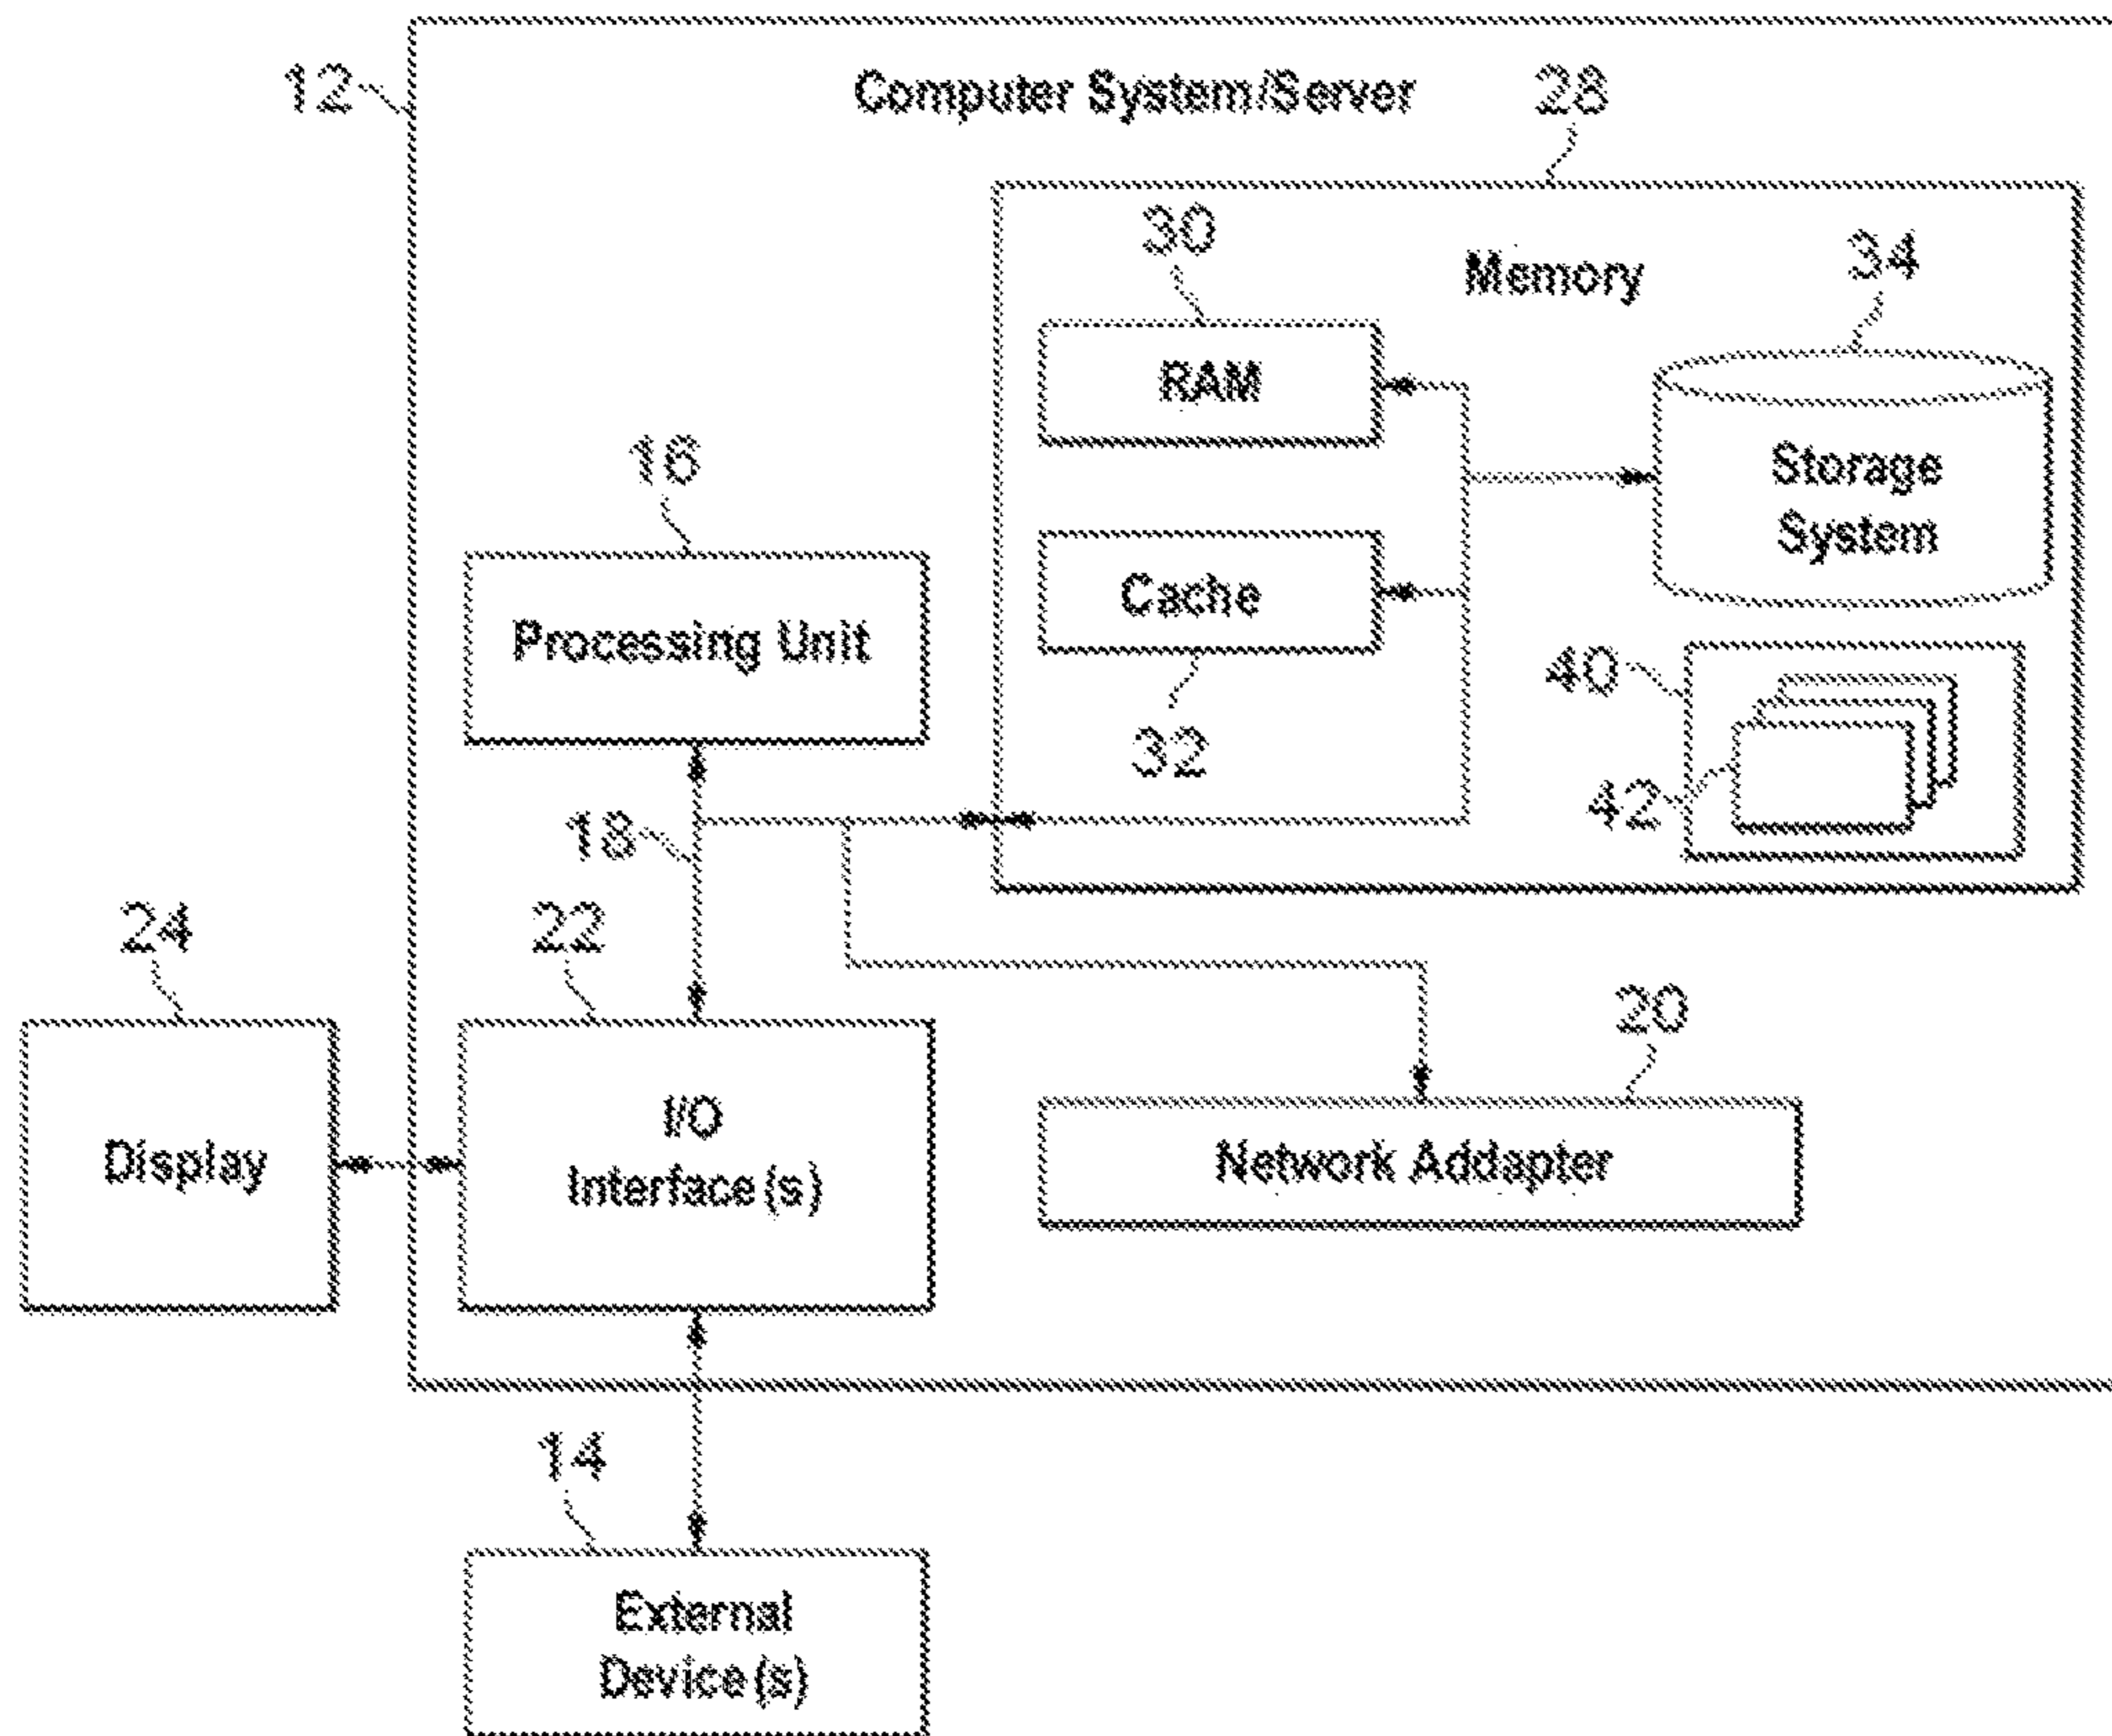 12
Computer System/Server
28
30
Memory
34
RAM
16
Storage
System
Cache
Processing Unit
40
32
42
18
24
22
20
I/O
Interface(s)
Display
Network Addapter
14
External
Device(s)